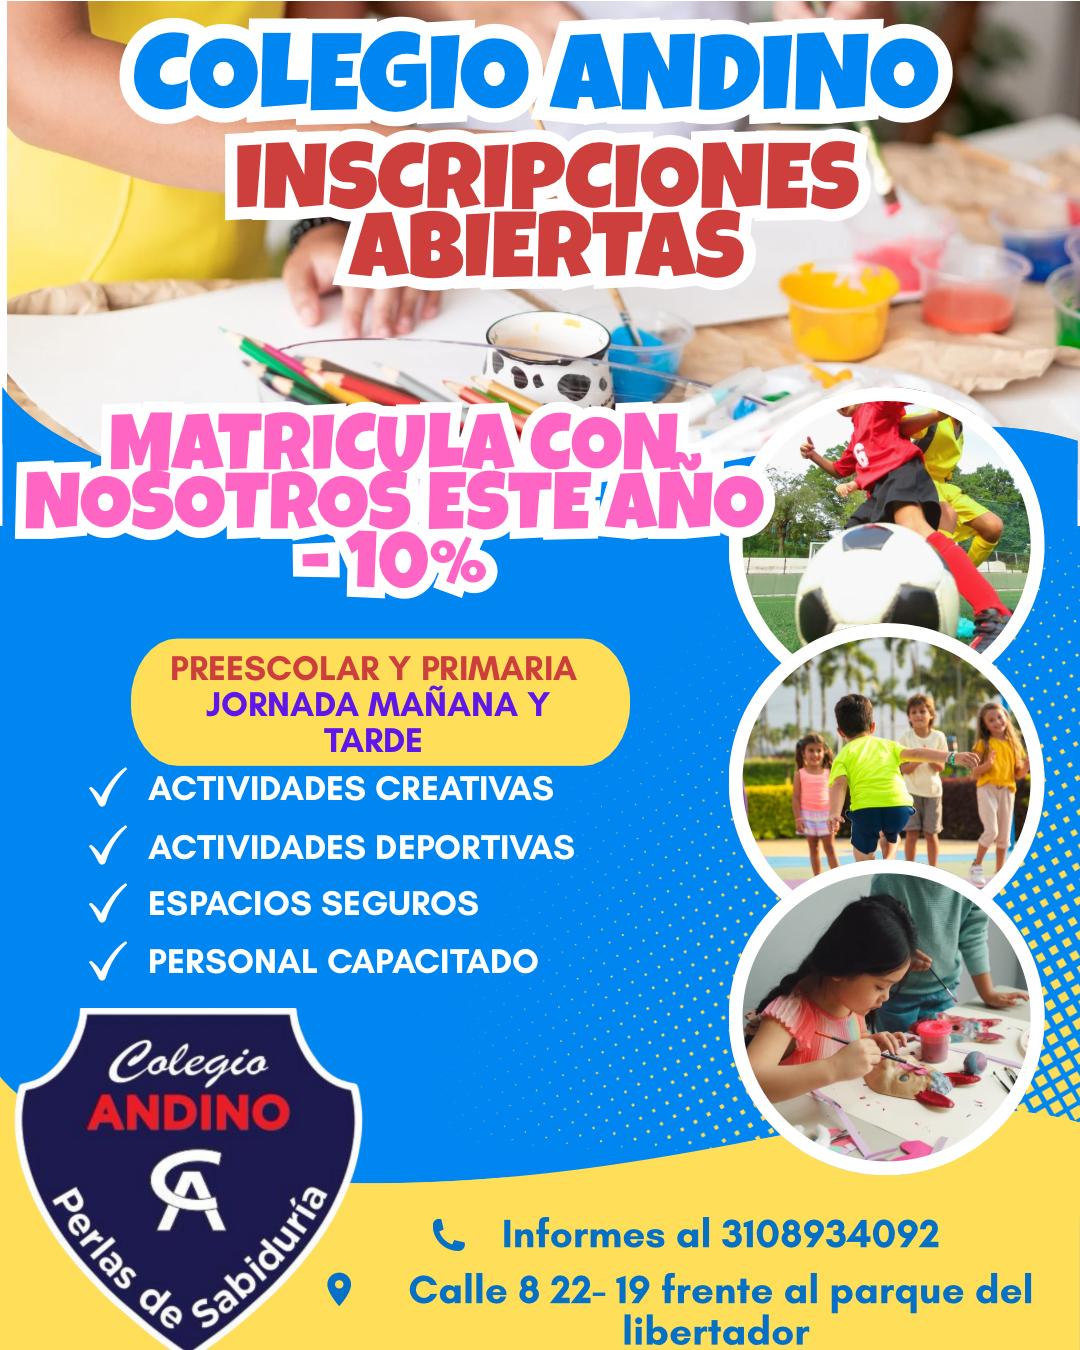 COLEGIO ANDINO
INSCRIPCIONES
ABIERTAS
MATRICULA CON
NOSOTROS ESTE AÑO
- 10%
PREESCOLAR Y PRIMARIA
JORNADA MAÑANA Y
TARDE
ACTIVIDADES CREATIVAS
ACTIVIDADES DEPORTIVAS
ESPACIOS SEGUROS
PERSONAL CAPACITADO
Colegio
ANDINO
CA
Perlas de Sabiduría
Informes al 3108934092
Calle 8 22- 19 frente al parque del
libertador